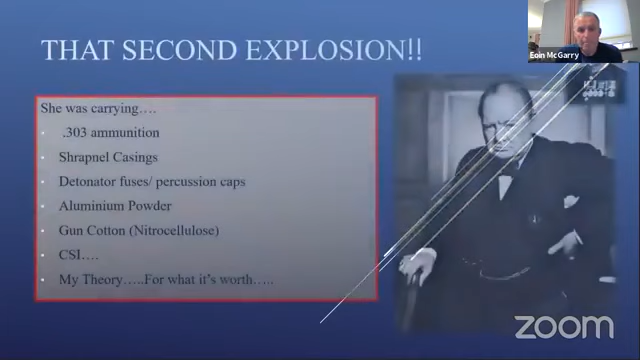 THAT SECOND EXPLOSION!!
Eoin McGarry
She was carrying….
.303 ammunition
Shrapnel Casings
Detonator fuses/ percussion caps
Aluminium Powder
Gun Cotton (Nitrocellulose)
CSI….
My Theory…..For what it's worth…..
zoom